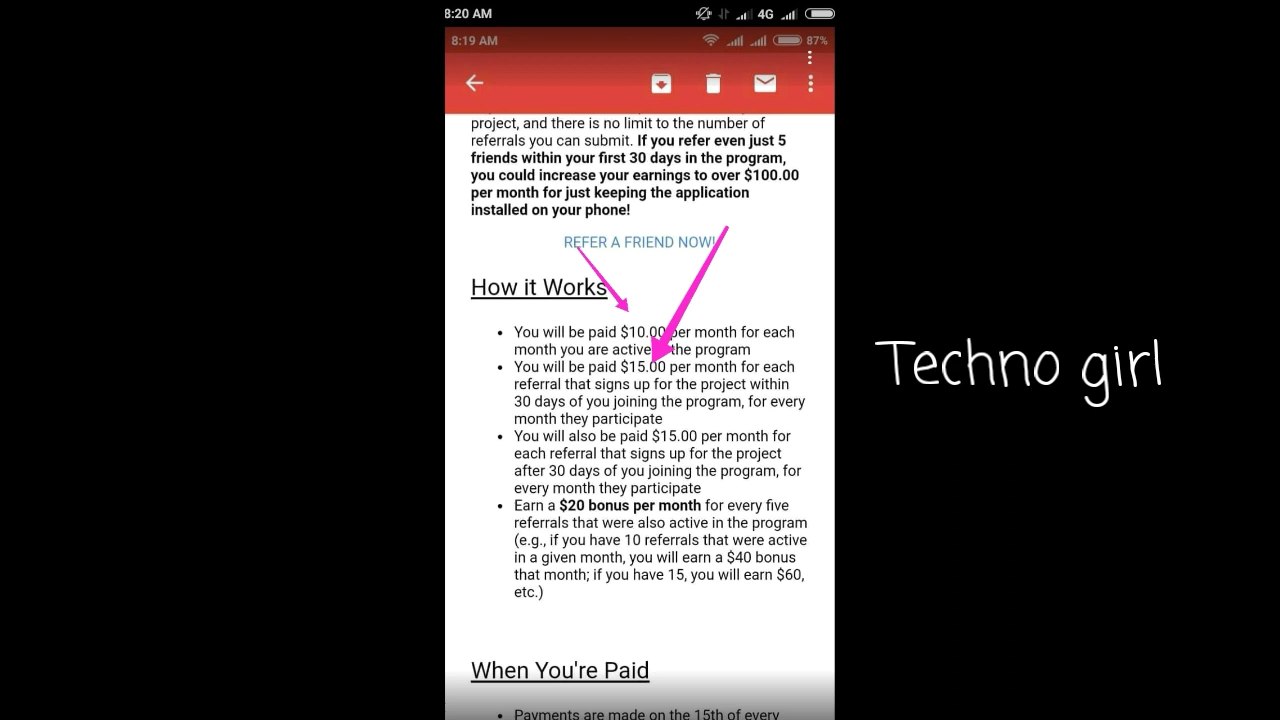 8:20 AM
4G
8:19 AM
87%
project, and there is no limit to the number of
referrals you can submit. If you refer even just 5
friends within your first 30 days in the program,
you could increase your earnings to over $100.00
per month for just keeping the application
installed on your phone!
REFER A FRIEND NOW!
How it Works
You will be paid $10.00 per month for each
month you are active the program
You will be paid $15.00 per month for each
referral that signs up for the project within
30 days of you joining the program, for every
month they participate
You will also be paid $15.00 per month for
each referral that signs up for the project
after 30 days of you joining the program, for
every month they participate
Earn a $20 bonus per month for every five
referrals that were also active in the program
(e.g., if you have 10 referrals that were active
in a given month, you will earn a $40 bonus
that month; if you have 15, you will earn $60,
etc.)
When You're Paid
Payments are made on the 15th of every
Techno girl